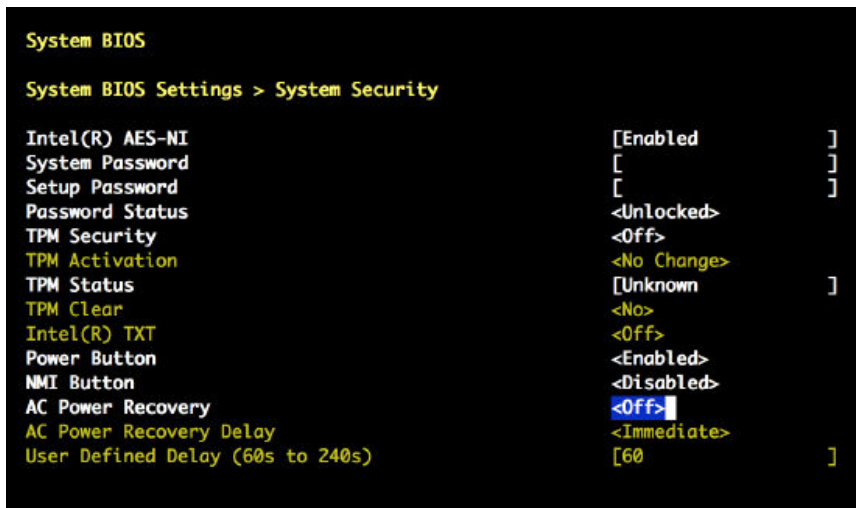 System BIOS
System BIOS Settings > System Security
Intel(R) AES-NI [Enabled ]
System Password [ ]
Setup Password [ ]
Password Status <Unlocked>
TPM Security <Off>
TPM Activation <No Change>
TPM Status [Unknown ]
TPM Clear <No>
Intel(R) TXT <Off>
Power Button <Enabled>
NMI Button <Disabled>
AC Power Recovery <Off>
AC Power Recovery Delay <Immediate>
User Defined Delay (60s to 240s) [60 ]